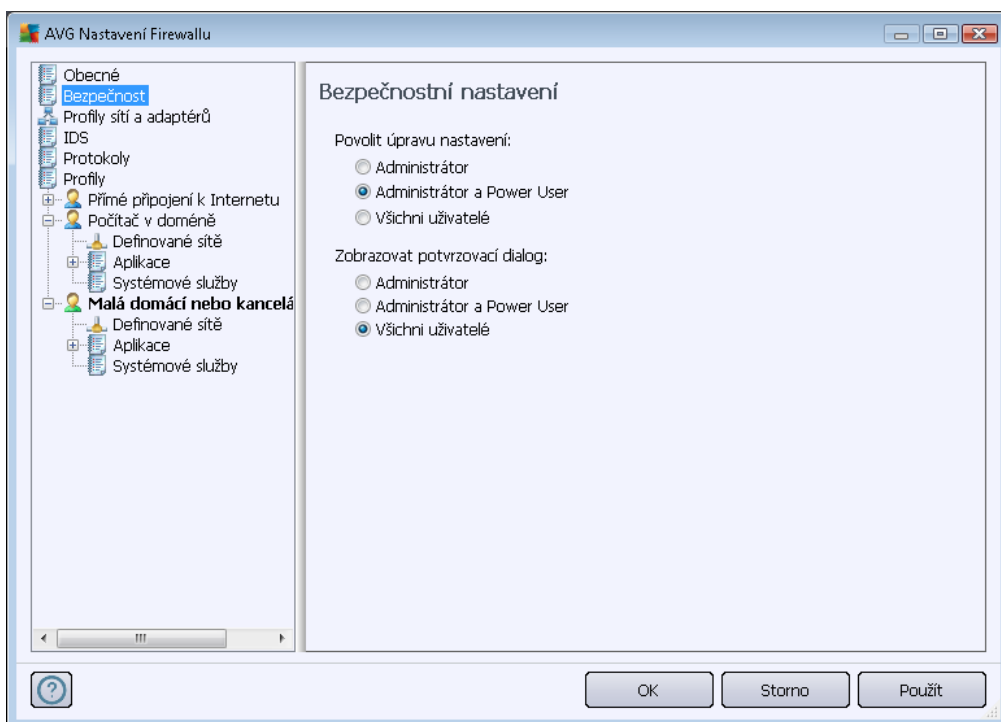 AVG Nastavení Firewallu
Obecné
Bezpečnost
Profily sítí a adaptérů
IDS
Protokoly
Profily
Přímé připojení k Internetu
Počítač v doméně
Definované sítě
Aplikace
Systémové služby
Malá domácí nebo kancelá
Definované sítě
Aplikace
Systémové služby
Bezpečnostní nastavení
Povolit úpravu nastavení:
Administrátor
Administrátor a Power User
Všichni uživatelé
Zobrazovat potvrzovací dialog:
Administrátor
Administrátor a Power User
Všichni uživatelé
OK
Storno
Použít